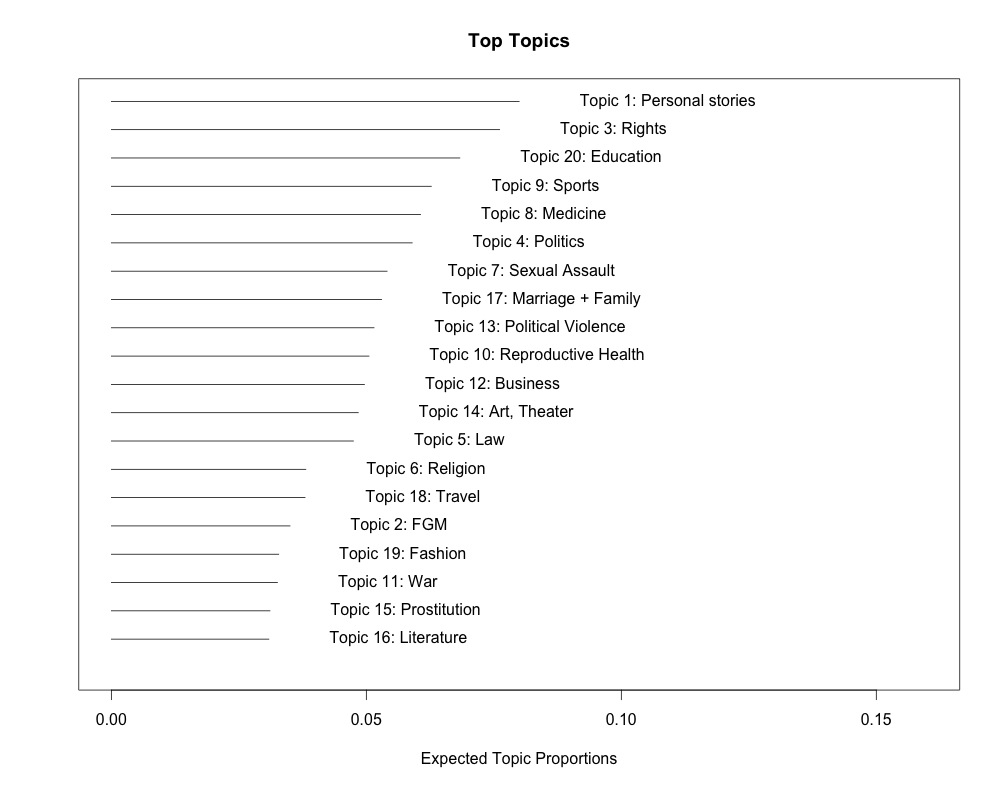 Top Topics
Topic 1: Personal stories
Topic 3: Rights
Topic 20: Education
Topic 9: Sports
Topic 8: Medicine
Topic 4: Politics
Topic 7: Sexual Assault
Topic 17: Marriage + Family
Topic 13: Political Violence
Topic 10: Reproductive Health
Topic 12: Business
Topic 14: Art, Theater
Topic 5: Law
Topic 6: Religion
Topic 18: Travel
Topic 2: FGM
Topic 19: Fashion
Topic 11: War
Topic 15: Prostitution
Topic 16: Literature
0.00 0.05 0.10 0.15
Expected Topic Proportions